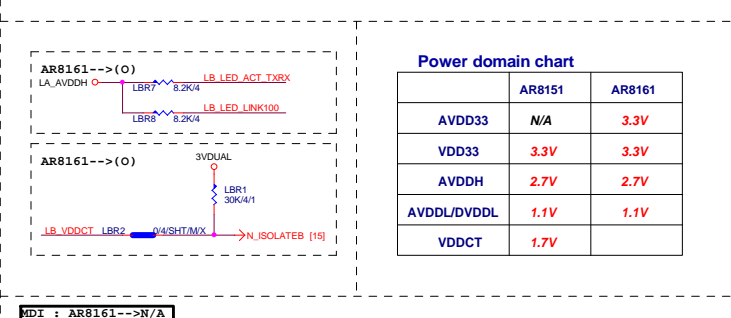 AR8161-->(O)
LA_AVDDH
LBR7 8.2K/4 LB_LED_ACT_TXRX
LBR8 8.2K/4 LB_LED_LINK100
AR8161-->(O)
3VDUAL
LBR1
30K/4/1
LB_VDDCT LBR2 0/4/SHT/M/X N_ISOLATEB [15]
Power domain chart
AR8151 AR8161
AVDD33 N/A 3.3V
VDD33 3.3V 3.3V
AVDDH 2.7V 2.7V
AVDDL/DVDDL 1.1V 1.1V
VDDCT 1.7V
MDI : AR8161-->N/A